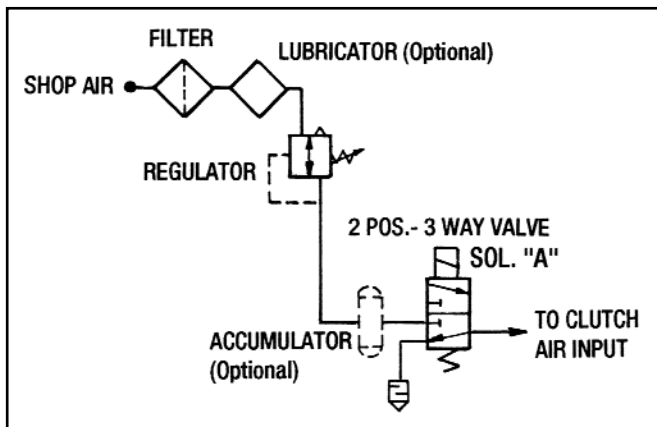 FILTER
LUBRICATOR (Optional)
SHOP AIR
REGULATOR
2 POS.- 3 WAY VALVE
SOL. "A"
TO CLUTCH
AIR INPUT
ACCUMULATOR
(Optional)